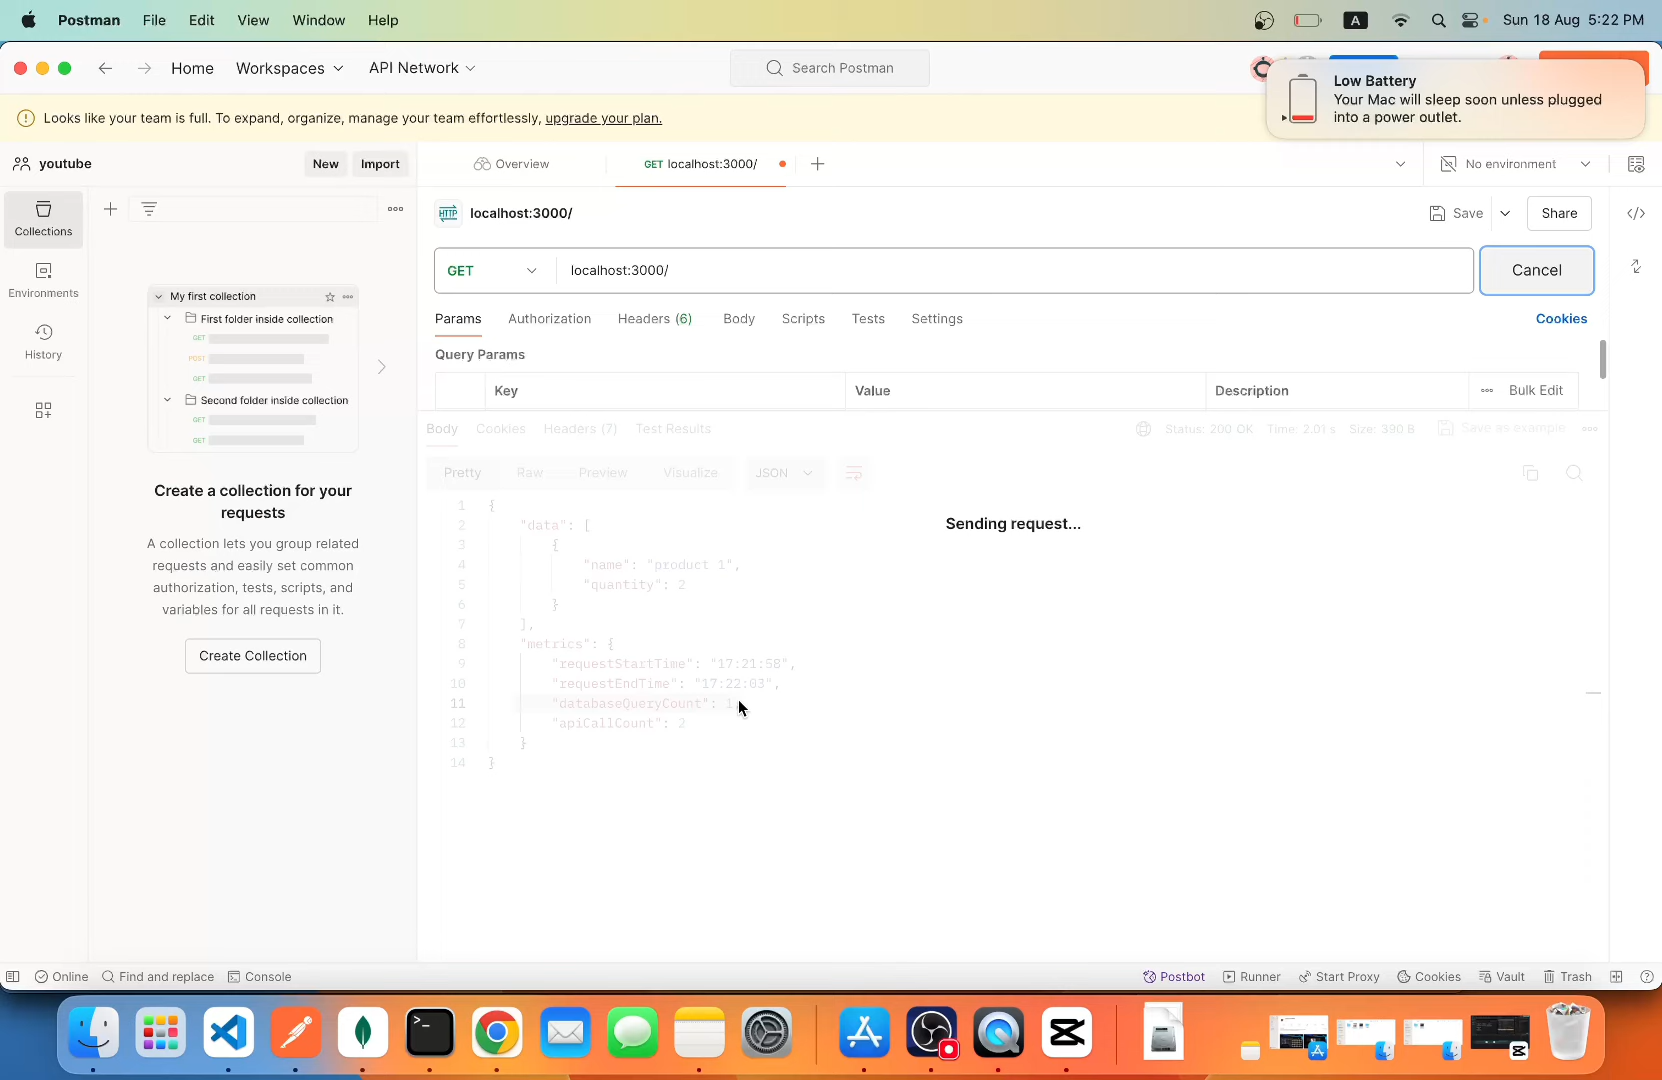 Postman File Edit View Window Help
A Sun 18 Aug 5:22 PM
Home Workspaces API Network
Search Postman
Low Battery
Your Mac will sleep soon unless plugged
into a power outlet.
Looks like your team is full. To expand, organize, manage your team effortlessly, upgrade your plan.
youtube New Import
Overview
GET localhost:3000/
No environment
Collections
Environments
History
HTTP localhost:3000/
Save Share
GET localhost:3000/ Cancel
Params Authorization Headers (6) Body Scripts Tests Settings Cookies
Query Params
Key Value Description Bulk Edit
My first collection
First folder inside collection
GET
POST
GET
Second folder inside collection
GET
GET
Create a collection for your
requests
A collection lets you group related
requests and easily set common
authorization, tests, scripts, and
variables for all requests in it.
Create Collection
Body Cookies Headers (7) Test Results
Status: 200 OK Time: 2.01 s Size: 390 B Save as example
Pretty Raw Preview Visualize JSON
Sending request...
1 {
2 "data": [
3 {
4 "name": "product 1",
5 "quantity": 2
6 }
7 ],
8 "metrics": {
9 "requestStartTime": "17:21:58",
10 "requestEndTime": "17:22:03",
11 "databaseQueryCount": 1
12 "apiCallCount": 2
13 }
14 }
Online Find and replace Console
Postbot Runner Start Proxy Cookies Vault Trash